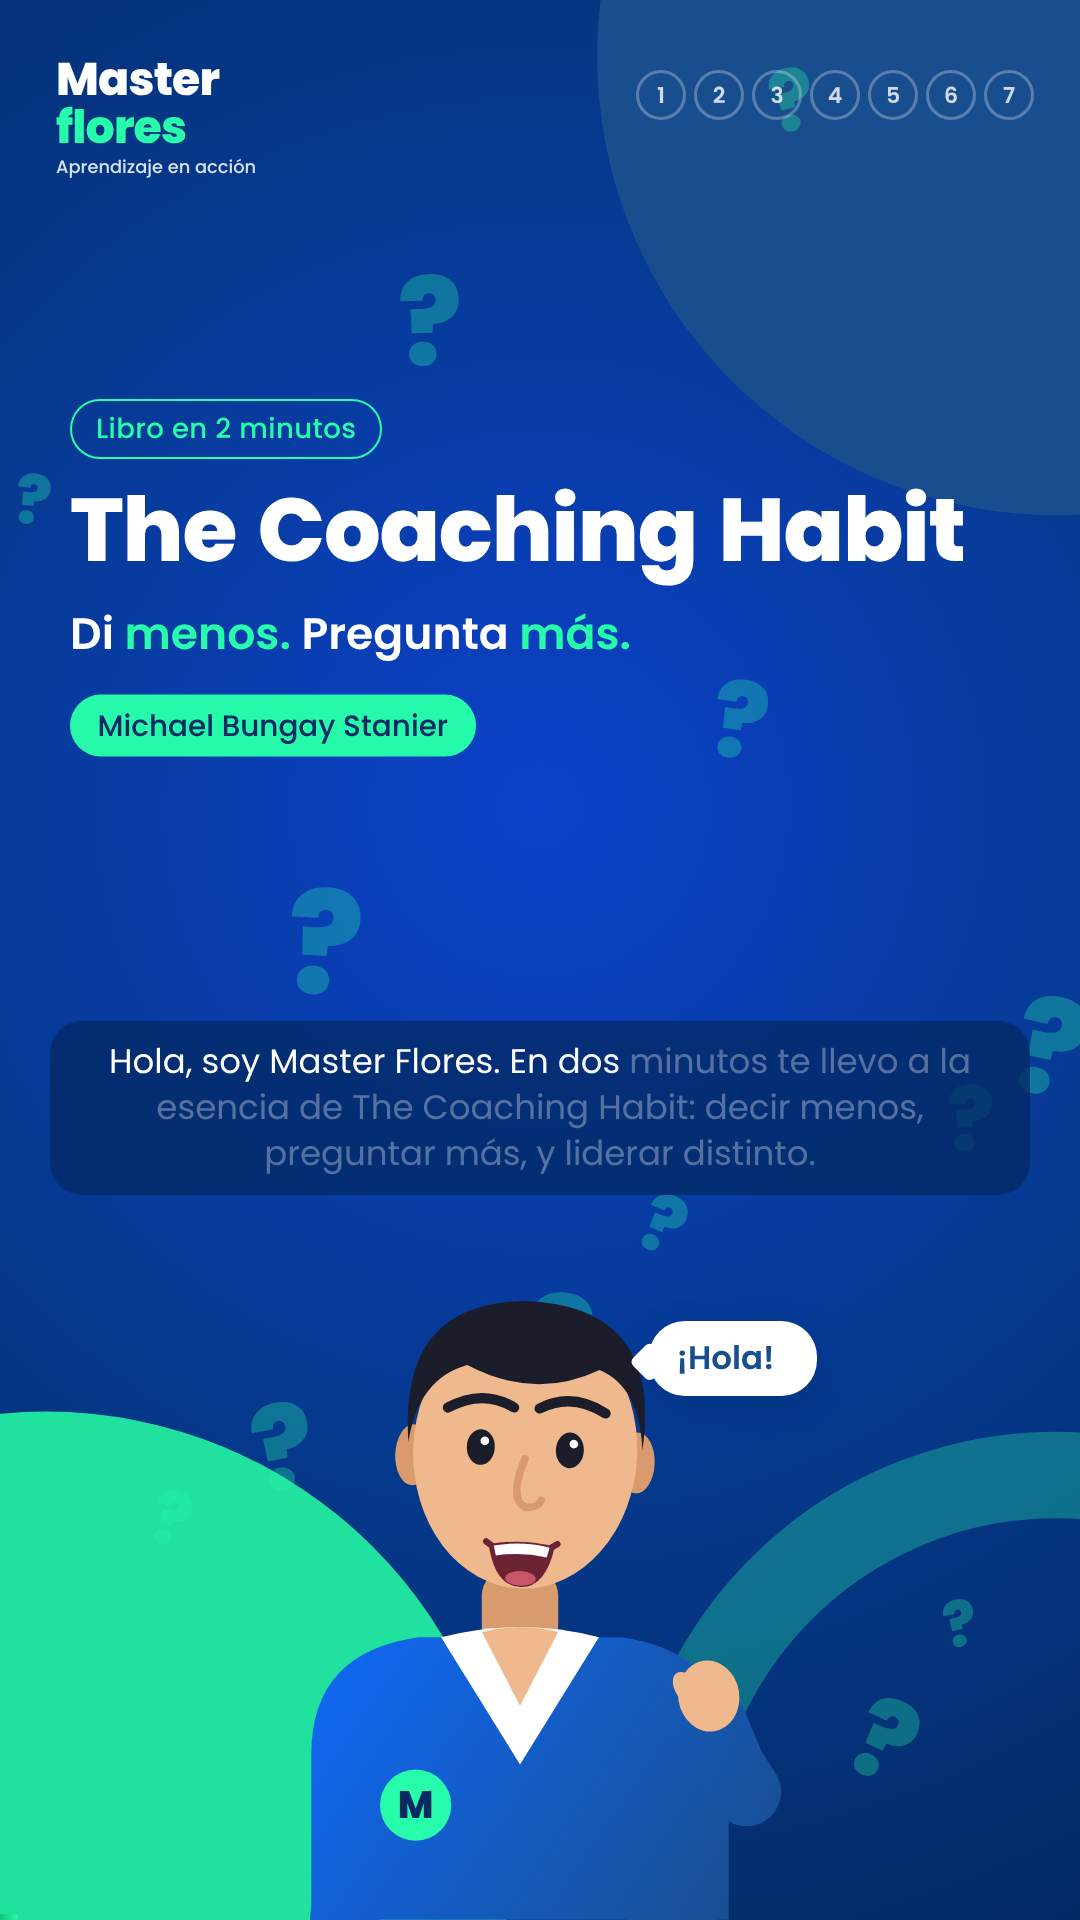 Master
flores
Aprendizaje en acción
1 2 3 4 5 6 7
?
Libro en 2 minutos
?
The Coaching Habit
Di menos. Pregunta más.
?
Michael Bungay Stanier
?
?
Hola, soy Master Flores. En dos minutos te llevo a la
esencia de The Coaching Habit: decir menos,
preguntar más, y liderar distinto.
?
¡Hola!
?
?
?
?
M